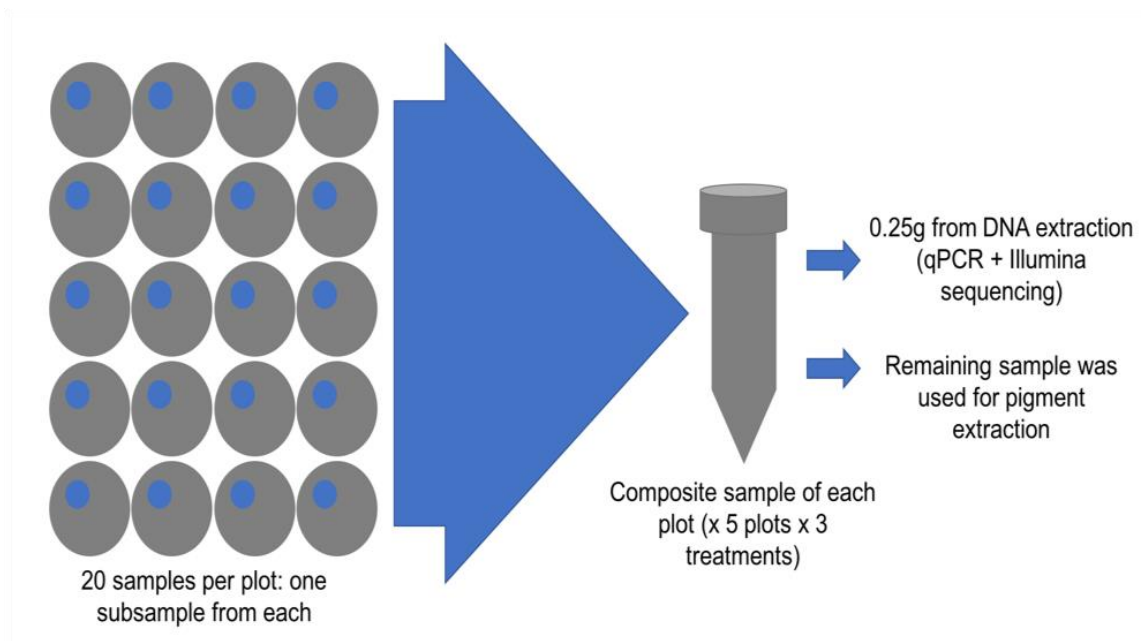 20 samples per plot: one
subsample from each
Composite sample of each
plot (x 5 plots x 3
treatments)
0.25g from DNA extraction
(qPCR + Illumina
sequencing)
Remaining sample was
used for pigment
extraction